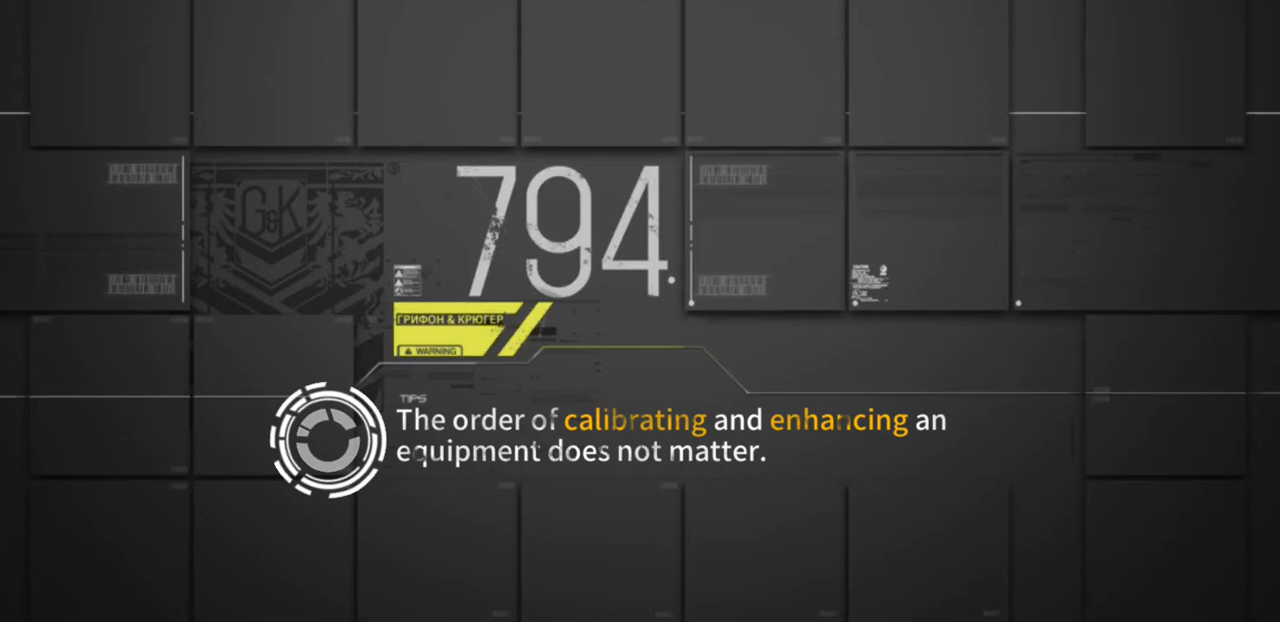 G&K
794.
ГРИФОН & КРЮГЕР
WARNING
TIPS
The order of calibrating and enhancing an
equipment does not matter.